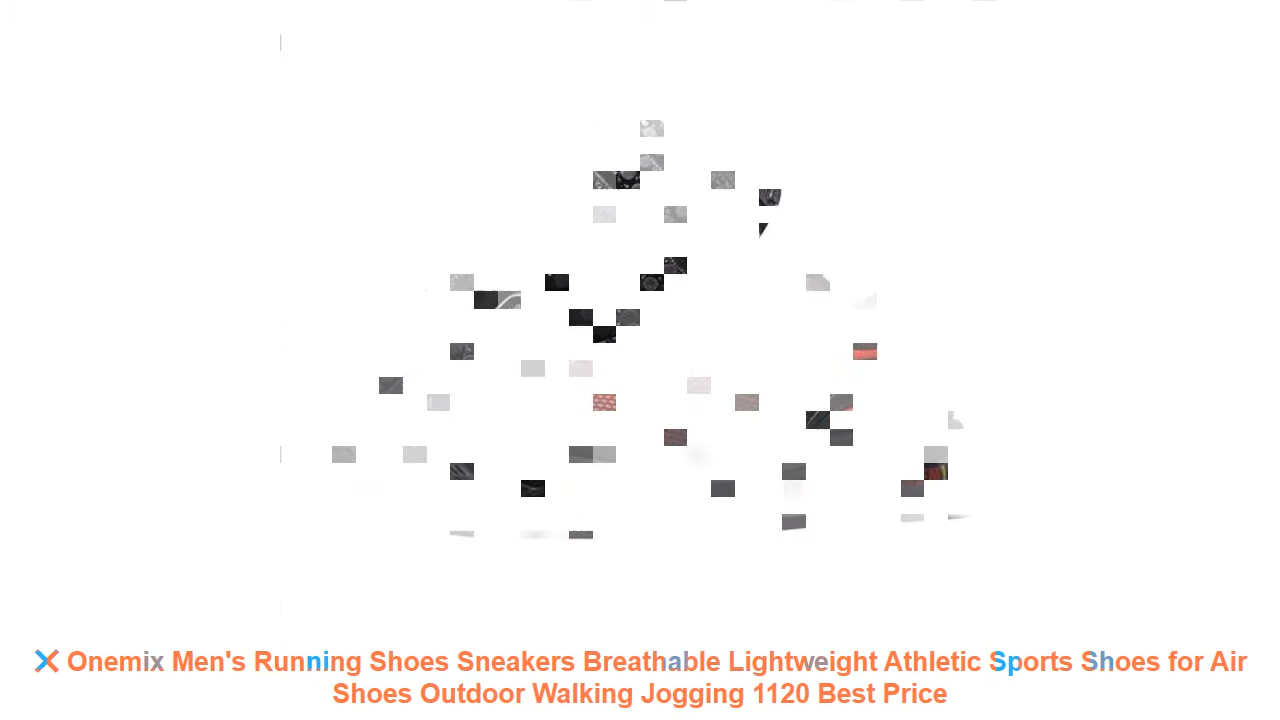 ❌ Onemix Men's Running Shoes Sneakers Breathable Lightweight Athletic Sports Shoes for Air
Shoes Outdoor Walking Jogging 1120 Best Price